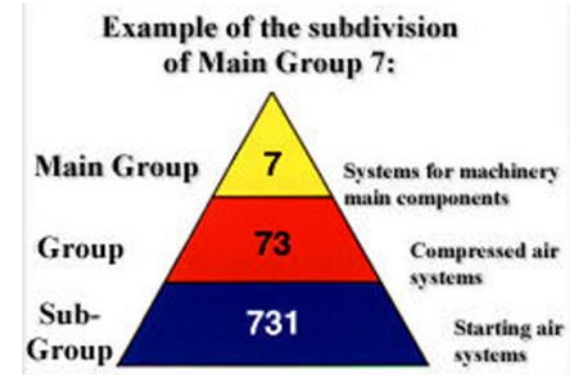 Example of the subdivision
of Main Group 7:
Main Group
7
Systems for machinery
main components
Group
73
Compressed air
systems
Sub-
Group
731
Starting air
systems